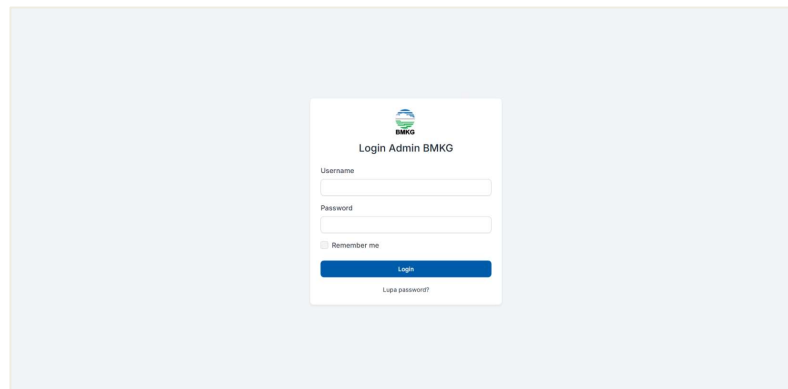 BMKG
Login Admin BMKG
Username
Password
Remember me
Login
Lupa password?